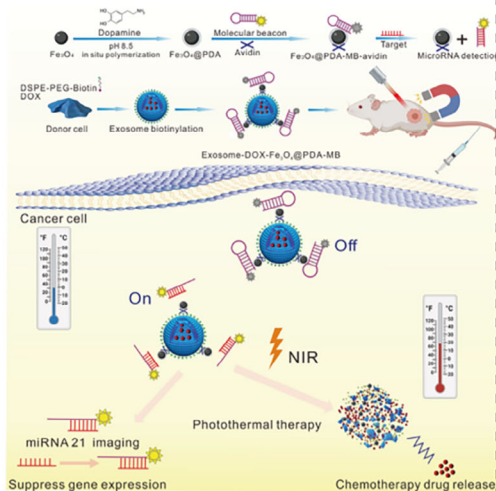 Dopamine
pH 8.5
in situ polymerization
Molecular beacon
Avidin
Target
Fe₃O₄
Fe₃O₄@PDA
Fe₃O₄@PDA-MB-avidin
MicroRNA detection
DSPE-PEG-Biotin
DOX
Donor cell
Exosome biotinylation
Exosome-DOX-Fe₃O₄@PDA-MB
Cancer cell
°F °C
Off
On
°F °C
NIR
miRNA 21 imaging
Photothermal therapy
Suppress gene expression
Chemotherapy drug release